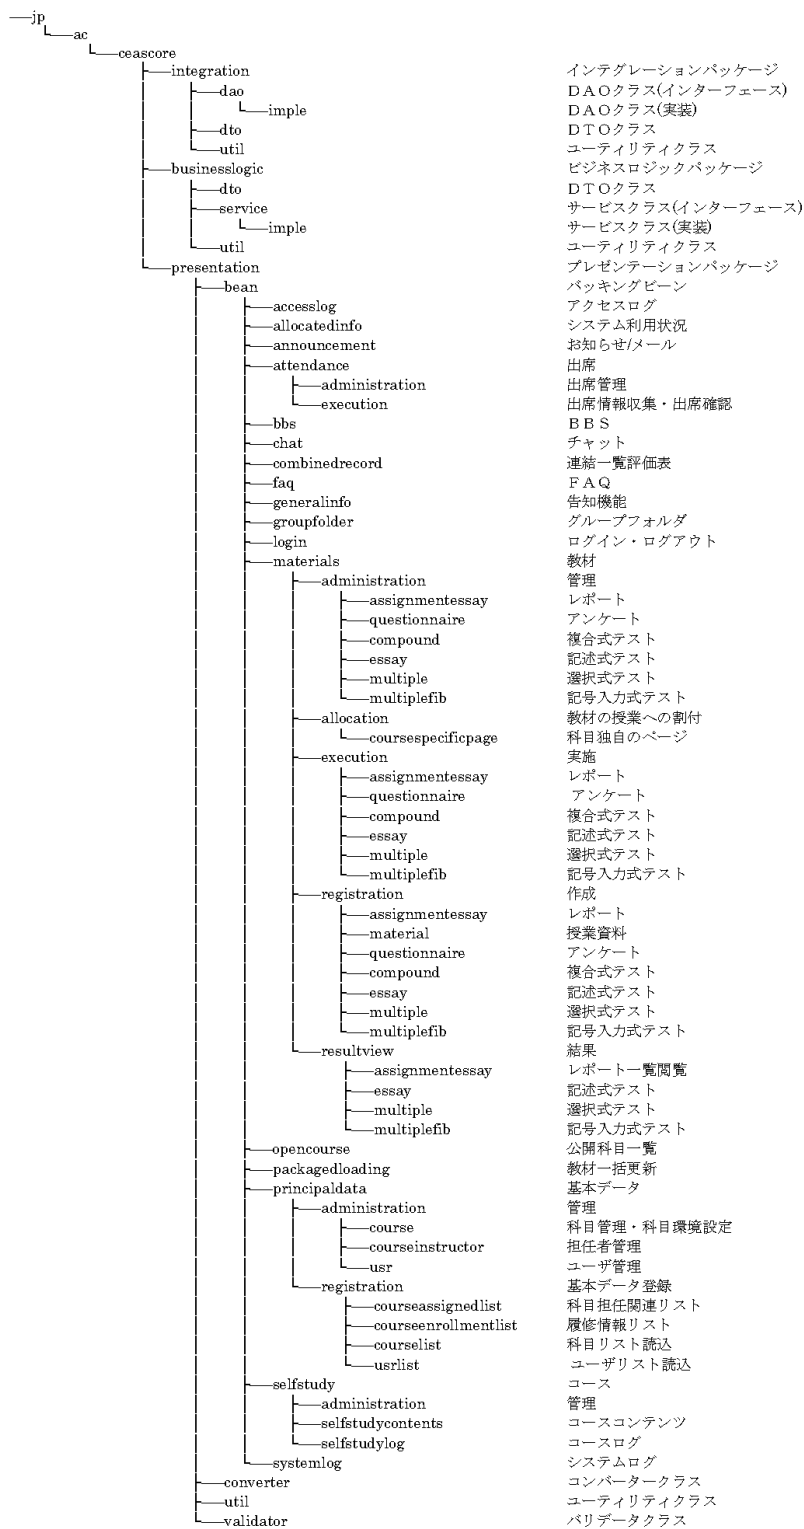 jp
ac
ceascore
integration インテグレーションパッケージ
dao ＤＡＯクラス(インターフェース)
imple ＤＡＯクラス(実装)
dto ＤＴＯクラス
util ユーティリティクラス
businesslogic ビジネスロジックパッケージ
dto ＤＴＯクラス
service サービスクラス(インターフェース)
imple サービスクラス(実装)
util ユーティリティクラス
presentation プレゼンテーションパッケージ
bean バッキングビーン
accesslog アクセスログ
allocatedinfo システム利用状況
announcement お知らせ/メール
attendance 出席
administration 出席管理
execution 出席情報収集・出席確認
bbs ＢＢＳ
chat チャット
combinedrecord 連結一覧評価表
faq ＦＡＱ
generalinfo 告知機能
groupfolder グループフォルダ
login ログイン・ログアウト
materials 教材
administration 管理
assignmentessay レポート
questionnaire アンケート
compound 複合式テスト
essay 記述式テスト
multiple 選択式テスト
multiplefib 記号入力式テスト
allocation 教材の授業への割付
coursespecificpage 科目独自のページ
execution 実施
assignmentessay レポート
questionnaire アンケート
compound 複合式テスト
essay 記述式テスト
multiple 選択式テスト
multiplefib 記号入力式テスト
registration 作成
assignmentessay レポート
material 授業資料
questionnaire アンケート
compound 複合式テスト
essay 記述式テスト
multiple 選択式テスト
multiplefib 記号入力式テスト
resultview 結果
assignmentessay レポート一覧閲覧
essay 記述式テスト
multiple 選択式テスト
multiplefib 記号入力式テスト
opencourse 公開科目一覧
packagedloading 教材一括更新
principaldata 基本データ
administration 管理
course 科目管理・科目環境設定
courseinstructor 担任者管理
usr ユーザ管理
registration 基本データ登録
courseassignedlist 科目担任関連リスト
courseenrollmentlist 履修情報リスト
courselist 科目リスト読込
usrlist ユーザリスト読込
selfstudy コース
administration 管理
selfstudycontents コースコンテンツ
selfstudylog コースログ
systemlog システムログ
converter コンバータークラス
util ユーティリティクラス
validator バリデータクラス